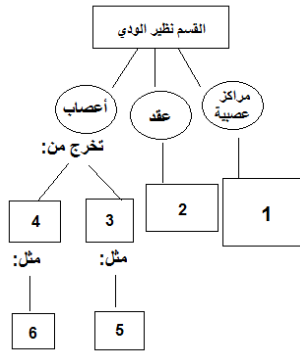 القسم نظير الودي
مراكز
عصبية
عقد
أعصاب
تخرج من:
1
2
3
4
مثل:
مثل:
5
6